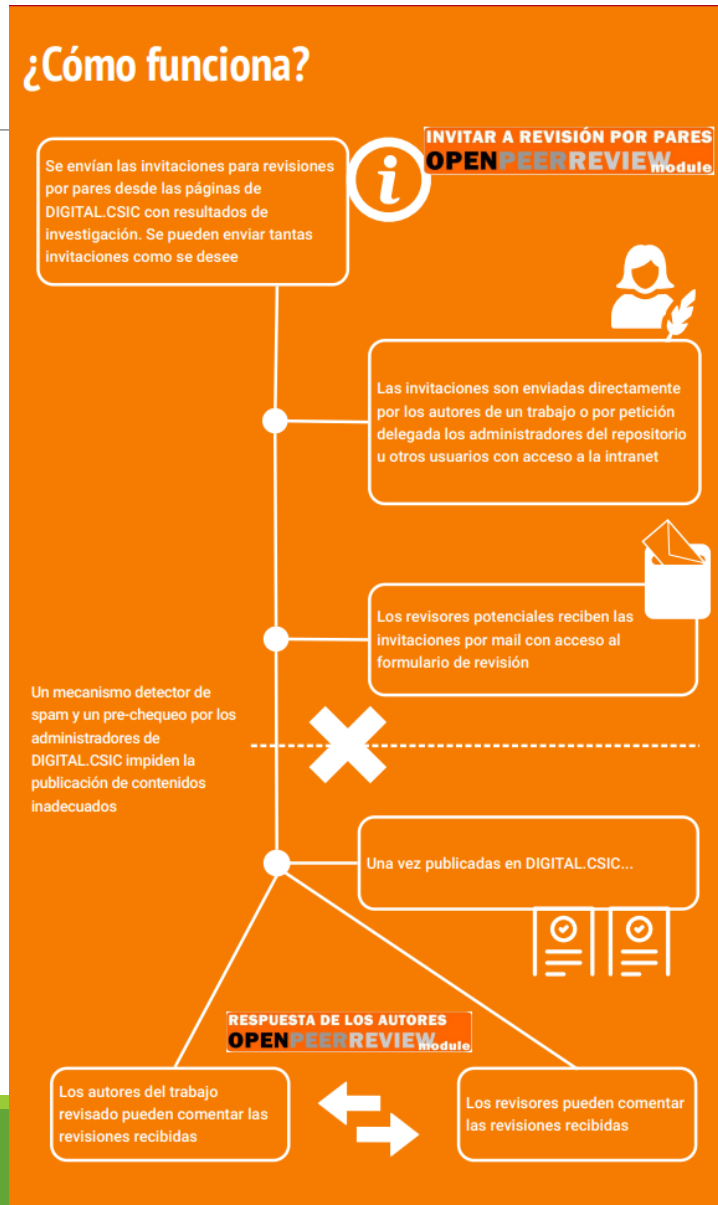 ¿Cómo funciona?
INVITAR A REVISIÓN POR PARES
OPENPEERREVIEWmodule
Se envían las invitaciones para revisiones
por pares desde las páginas de
DIGITAL.CSIC con resultados de
investigación. Se pueden enviar tantas
invitaciones como se desee
i
Las invitaciones son enviadas directamente
por los autores de un trabajo o por petición
delegada los administradores del repositorio
u otros usuarios con acceso a la intranet
Los revisores potenciales reciben las
invitaciones por mail con acceso al
formulario de revisión
Un mecanismo detector de
spam y un pre-chequeo por los
administradores de
DIGITAL.CSIC impiden la
publicación de contenidos
inadecuados
Una vez publicadas en DIGITAL.CSIC...
RESPUESTA DE LOS AUTORES
OPENPEERREVIEWmodule
Los autores del trabajo
revisado pueden comentar las
revisiones recibidas
Los revisores pueden comentar
las revisiones recibidas